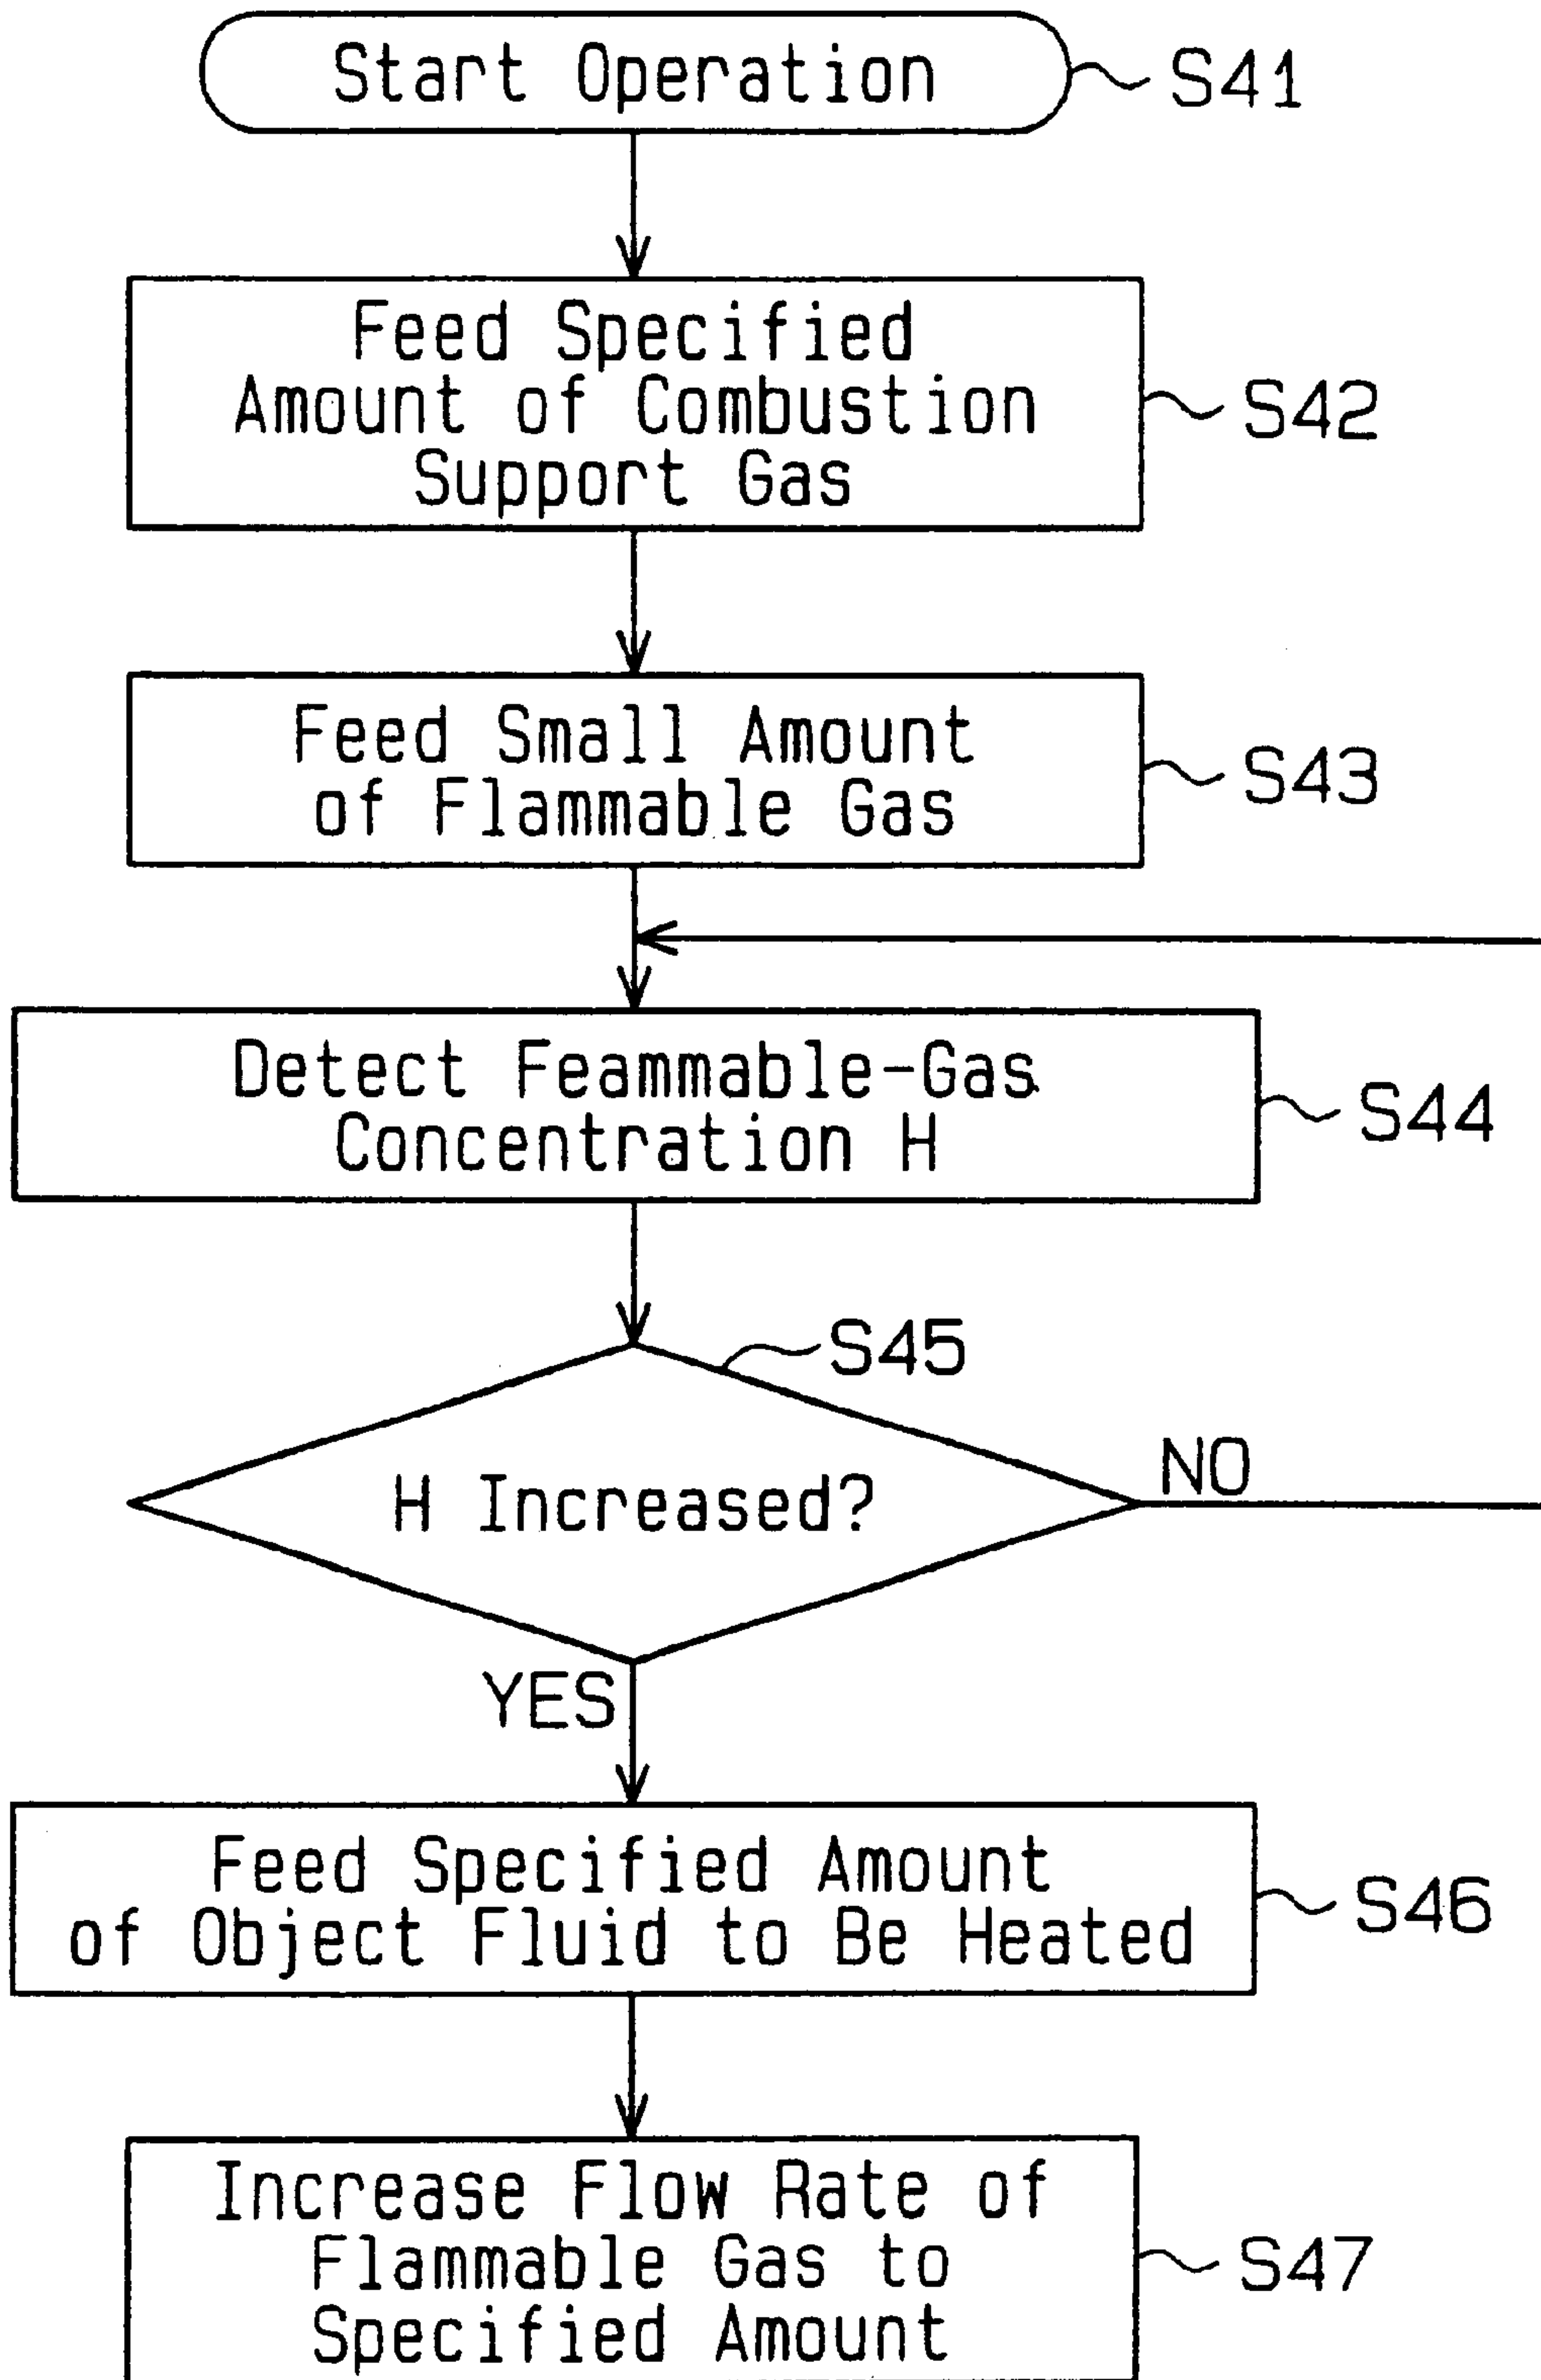 Start Operation
S41
Feed Specified
Amount of Combustion
Support Gas
S42
Feed Small Amount
of Flammable Gas
S43
Detect Feammable-Gas
Concentration H
S44
S45
H Increased?
NO
YES
Feed Specified Amount
of Object Fluid to Be Heated
S46
Increase Flow Rate of
Flammable Gas to
Specified Amount
S47